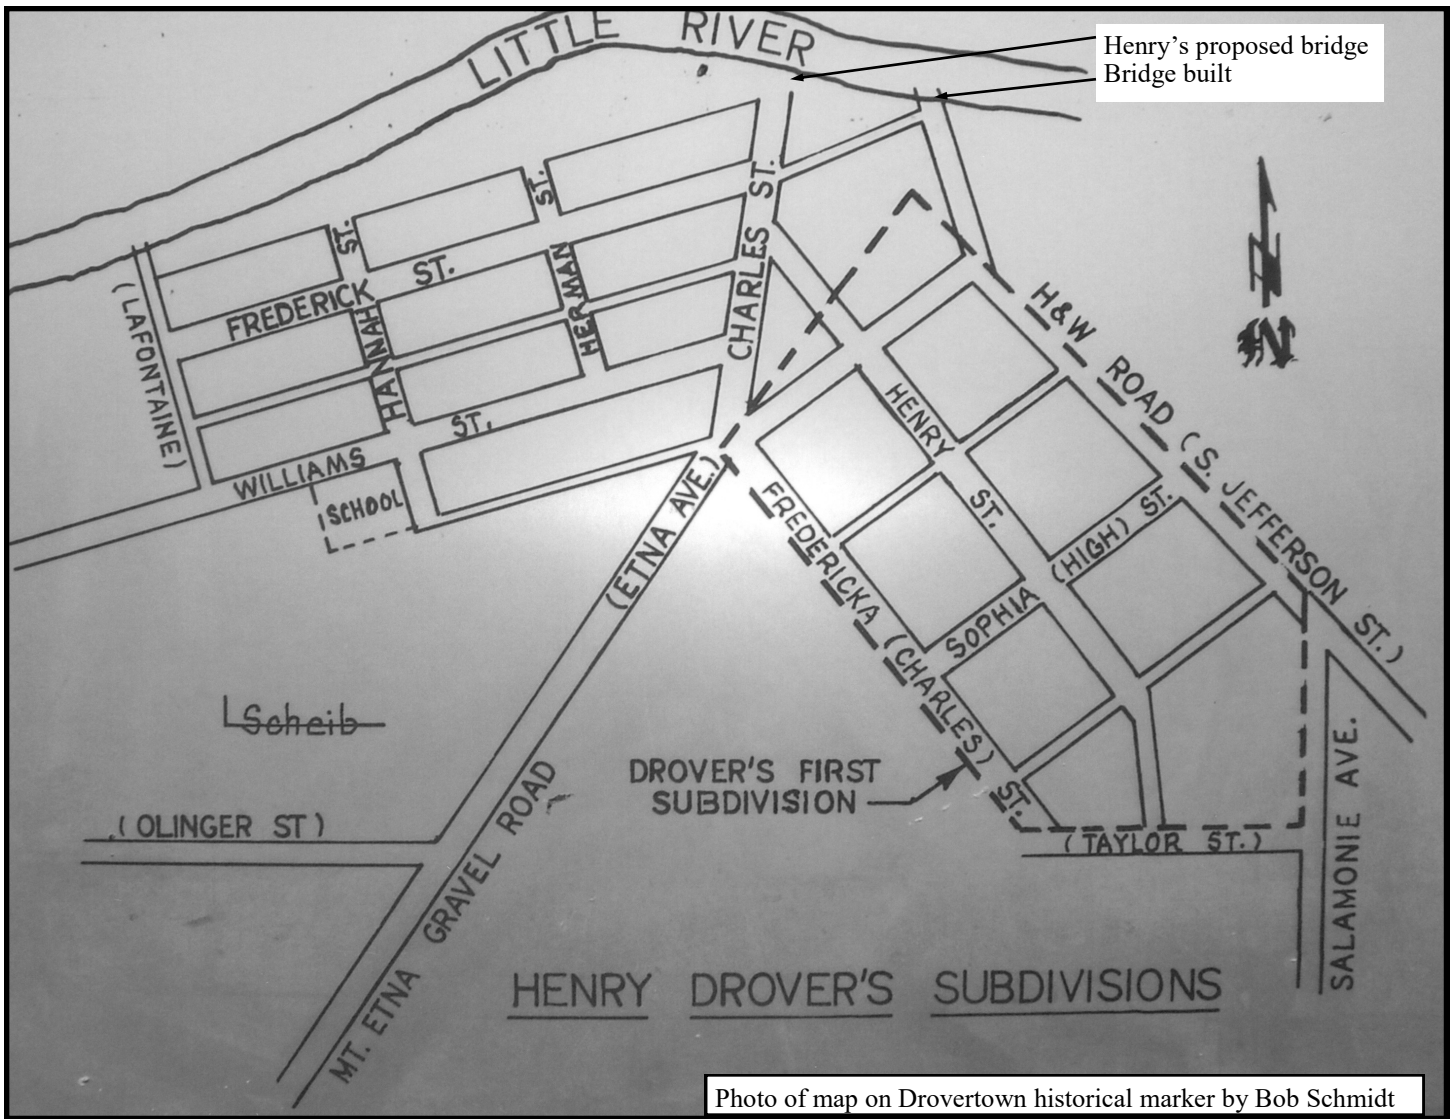 LITTLE RIVER
Henry's proposed bridge
Bridge built
N
(LAFONTAINE)
FREDERICK ST.
HANNAH ST.
HERMAN ST.
CHARLES ST.
WILLIAMS ST.
SCHOOL
(ETNA AVE.)
MT. ETNA GRAVEL ROAD
H&W ROAD (S. JEFFERSON ST.)
HENRY ST.
SOPHIA (HIGH) ST.
FREDERICKA (CHARLES) ST.
Scheib
DROVER'S FIRST
SUBDIVISION
(OLINGER ST)
(TAYLOR ST.)
SALAMONIE AVE.
HENRY DROVER'S SUBDIVISIONS
Photo of map on Drovertown historical marker by Bob Schmidt